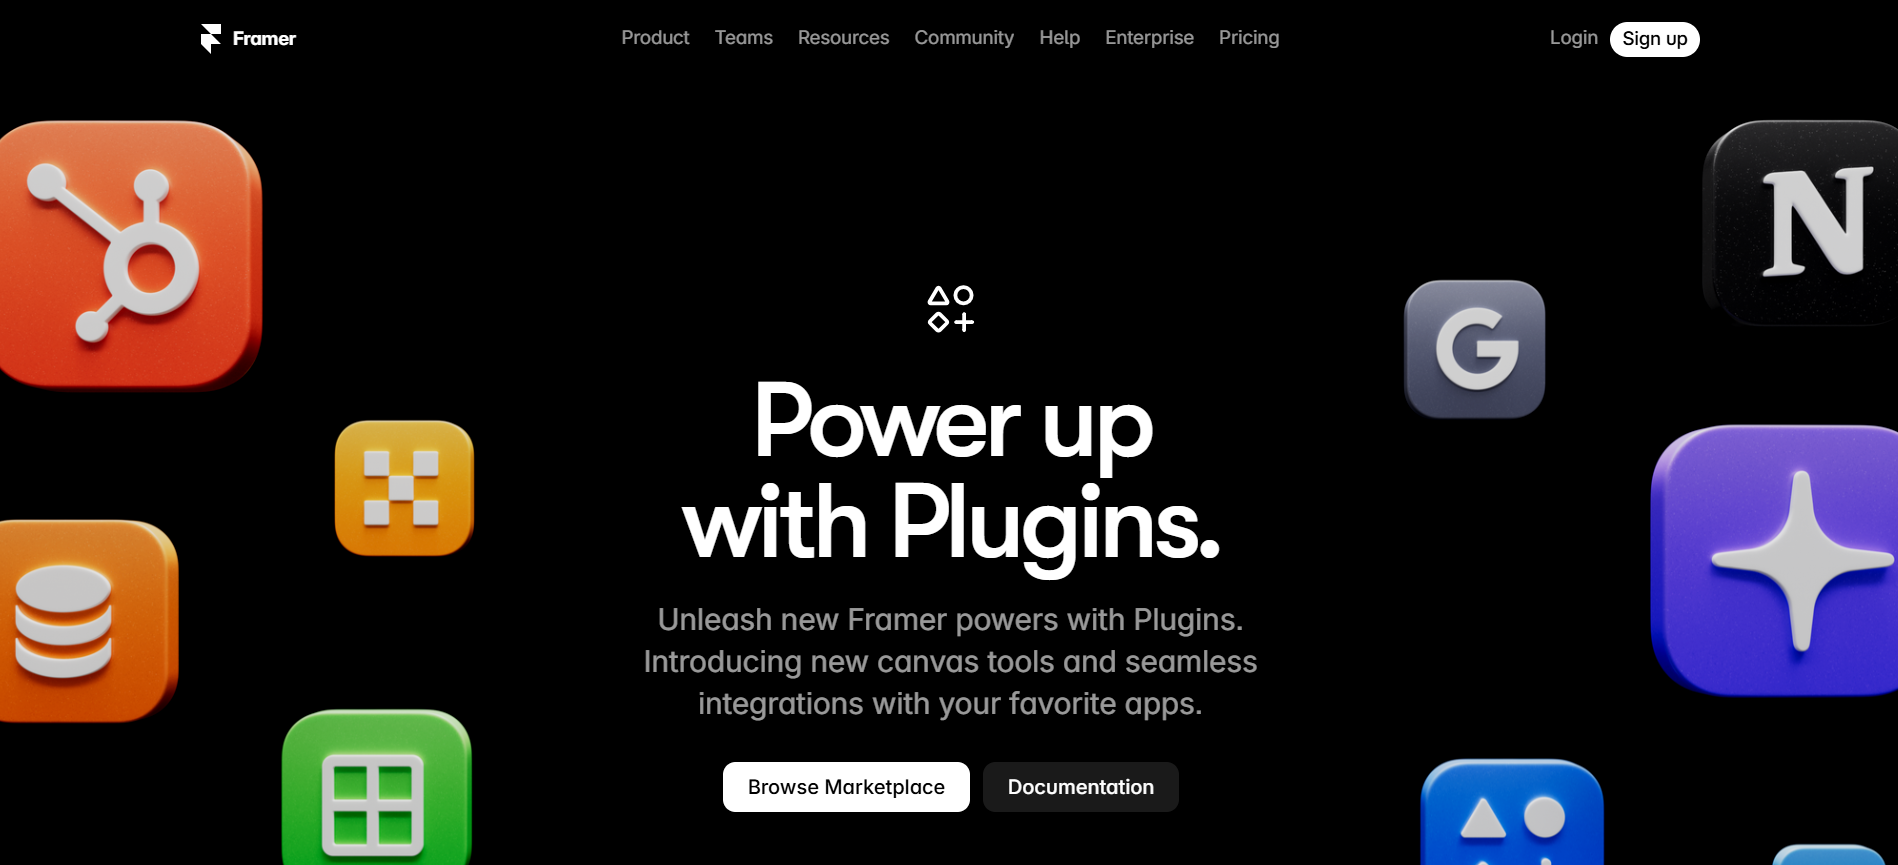 Framer
Product Teams Resources Community Help Enterprise Pricing
Login Sign up
N
G
Power up
with Plugins.
Unleash new Framer powers with Plugins.
Introducing new canvas tools and seamless
integrations with your favorite apps.
Browse Marketplace Documentation